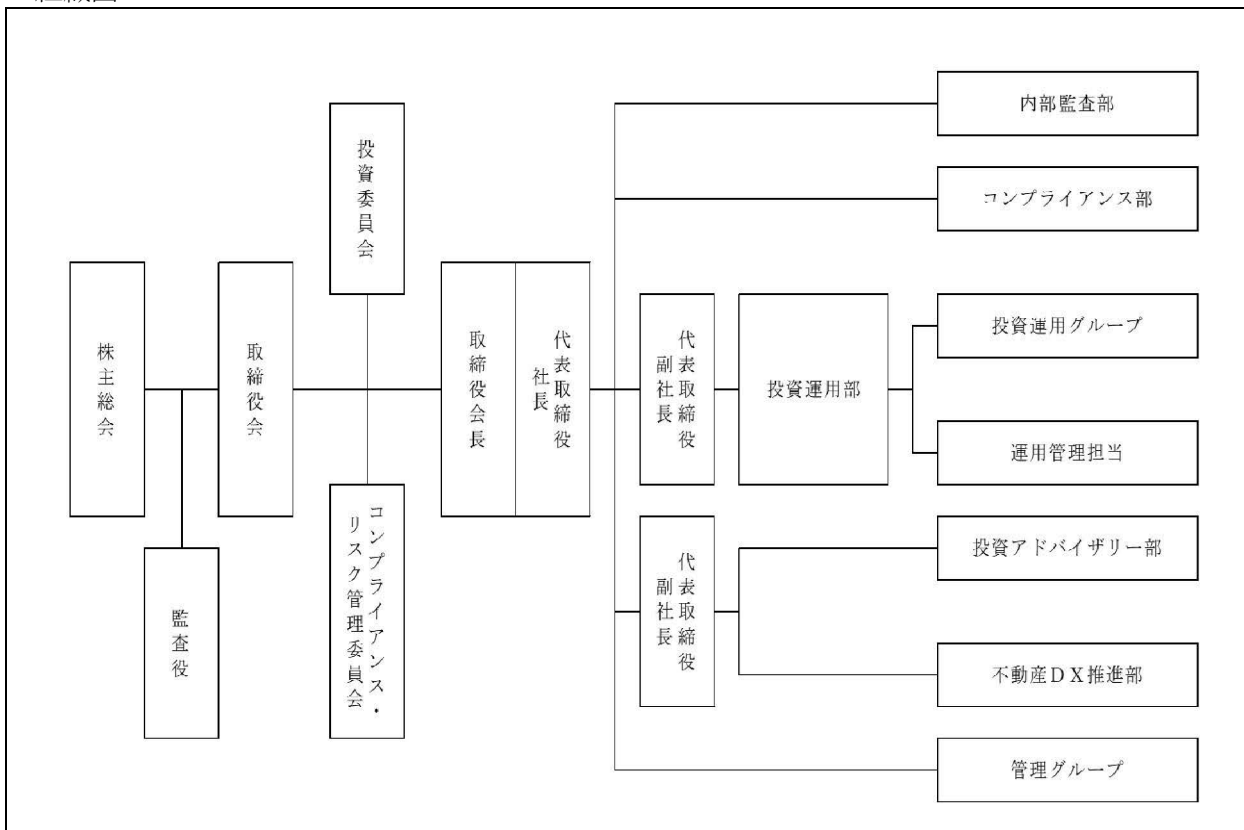 内部監査部
投資委員会
コンプライアンス部
株主総会
取締役会
取締役会長
代表取締役
社長
代表取締役
副社長
投資運用部
投資運用グループ
運用管理担当
監査役
コンプライアンス・
リスク管理委員会
代表取締役
副社長
投資アドバイザリー部
不動産DX推進部
管理グループ